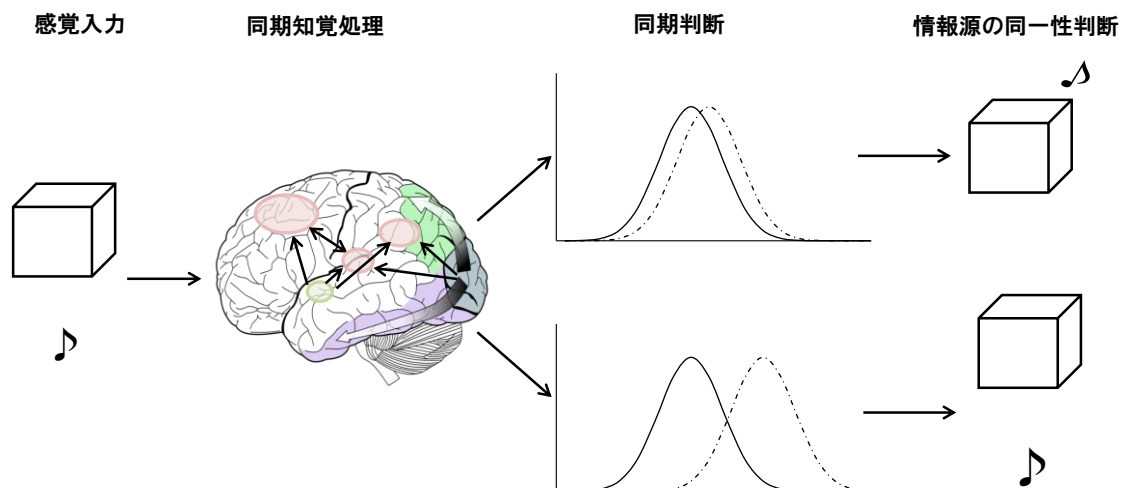 感覚入力
同期知覚処理
同期判断
情報源の同一性判断